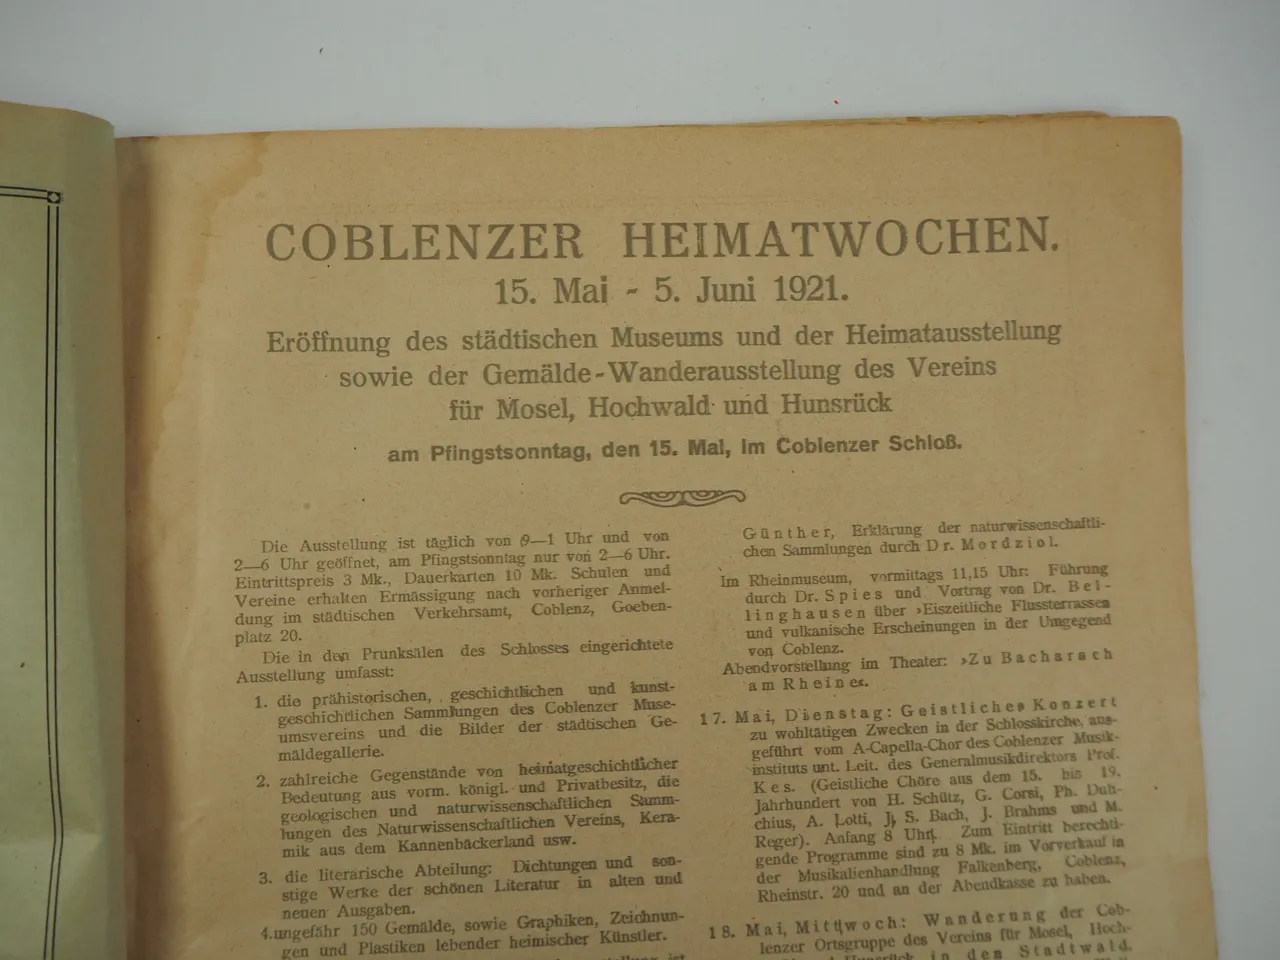 COBLENZER HEIMATWOCHEN.
15. Mai - 5. Juni 1921.
Eröffnung des städtischen Museums und der Heimatausstellung
sowie der Gemälde-Wanderausstellung des Vereins
für Mosel, Hochwald und Hunsrück
am Pfingstsonntag, den 15. Mai, im Coblenzer Schloß.
Die Ausstellung ist täglich von 9—1 Uhr und von
2—6 Uhr geöffnet, am Pfingstsonntag nur von 2—6 Uhr.
Eintrittspreis 3 Mk., Dauerkarten 10 Mk. Schulen und
Vereine erhalten Ermässigung nach vorheriger Anmel-
dung im städtischen Verkehrsamt, Coblenz, Goeben-
platz 20.
Die in den Prunksälen des Schlosses eingerichtete
Ausstellung umfasst:
1. die prähistorischen, geschichtlichen und kunst-
geschichtlichen Sammlungen des Coblenzer Muse-
umsvereins und die Bilder der städtischen Ge-
mäldegallerie.
2. zahlreiche Gegenstände von heimatgeschichtlicher
Bedeutung aus vorm. königl. und Privatbesitz, die
geologischen und naturwissenschaftlichen Samm-
lungen des Naturwissenschaftlichen Vereins, Kera-
mik aus dem Kannenbäckerland usw.
3. die literarische Abteilung: Dichtungen und son-
stige Werke der schönen Literatur in alten und
neuen Ausgaben.
4. ungefähr 150 Gemälde, sowie Graphiken, Zeichnun-
gen und Plastiken lebender heimischer Künstler.
Günther, Erklärung der naturwissenschaftli-
chen Sammlungen durch Dr. Mordziol.
Im Rheinmuseum, vormittags 11,15 Uhr: Führung
durch Dr. Spies und Vortrag von Dr. Bel-
linghausen über ›Eiszeitliche Flussterrassen
und vulkanische Erscheinungen in der Umgegend
von Coblenz.
Abendvorstellung im Theater: ›Zu Bacharach
am Rheine‹.
17. Mai, Dienstag: Geistliches Konzert
zu wohltätigen Zwecken in der Schlosskirche, aus-
geführt vom A-Capella-Chor des Coblenzer Musik-
instituts unt. Leit. des Generalmusikdirektors Prof.
Kes. (Geistliche Chöre aus dem 15. bis 19.
Jahrhundert von H. Schütz, G. Corsi, Ph. Duli-
chius, A. Lotti, J. S. Bach, J. Brahms und M.
Reger). Anfang 8 Uhr. Zum Eintritt berechti-
gende Programme sind zu 8 Mk. im Vorverkauf in
der Musikalienhandlung Falkenberg, Coblenz,
Rheinstr. 20 und an der Abendkasse zu haben.
18. Mai, Mittwoch: Wanderung der Cob-
lenzer Ortsgruppe des Vereins für Mosel, Hoch-
Hunsrück in den Stadtwald.